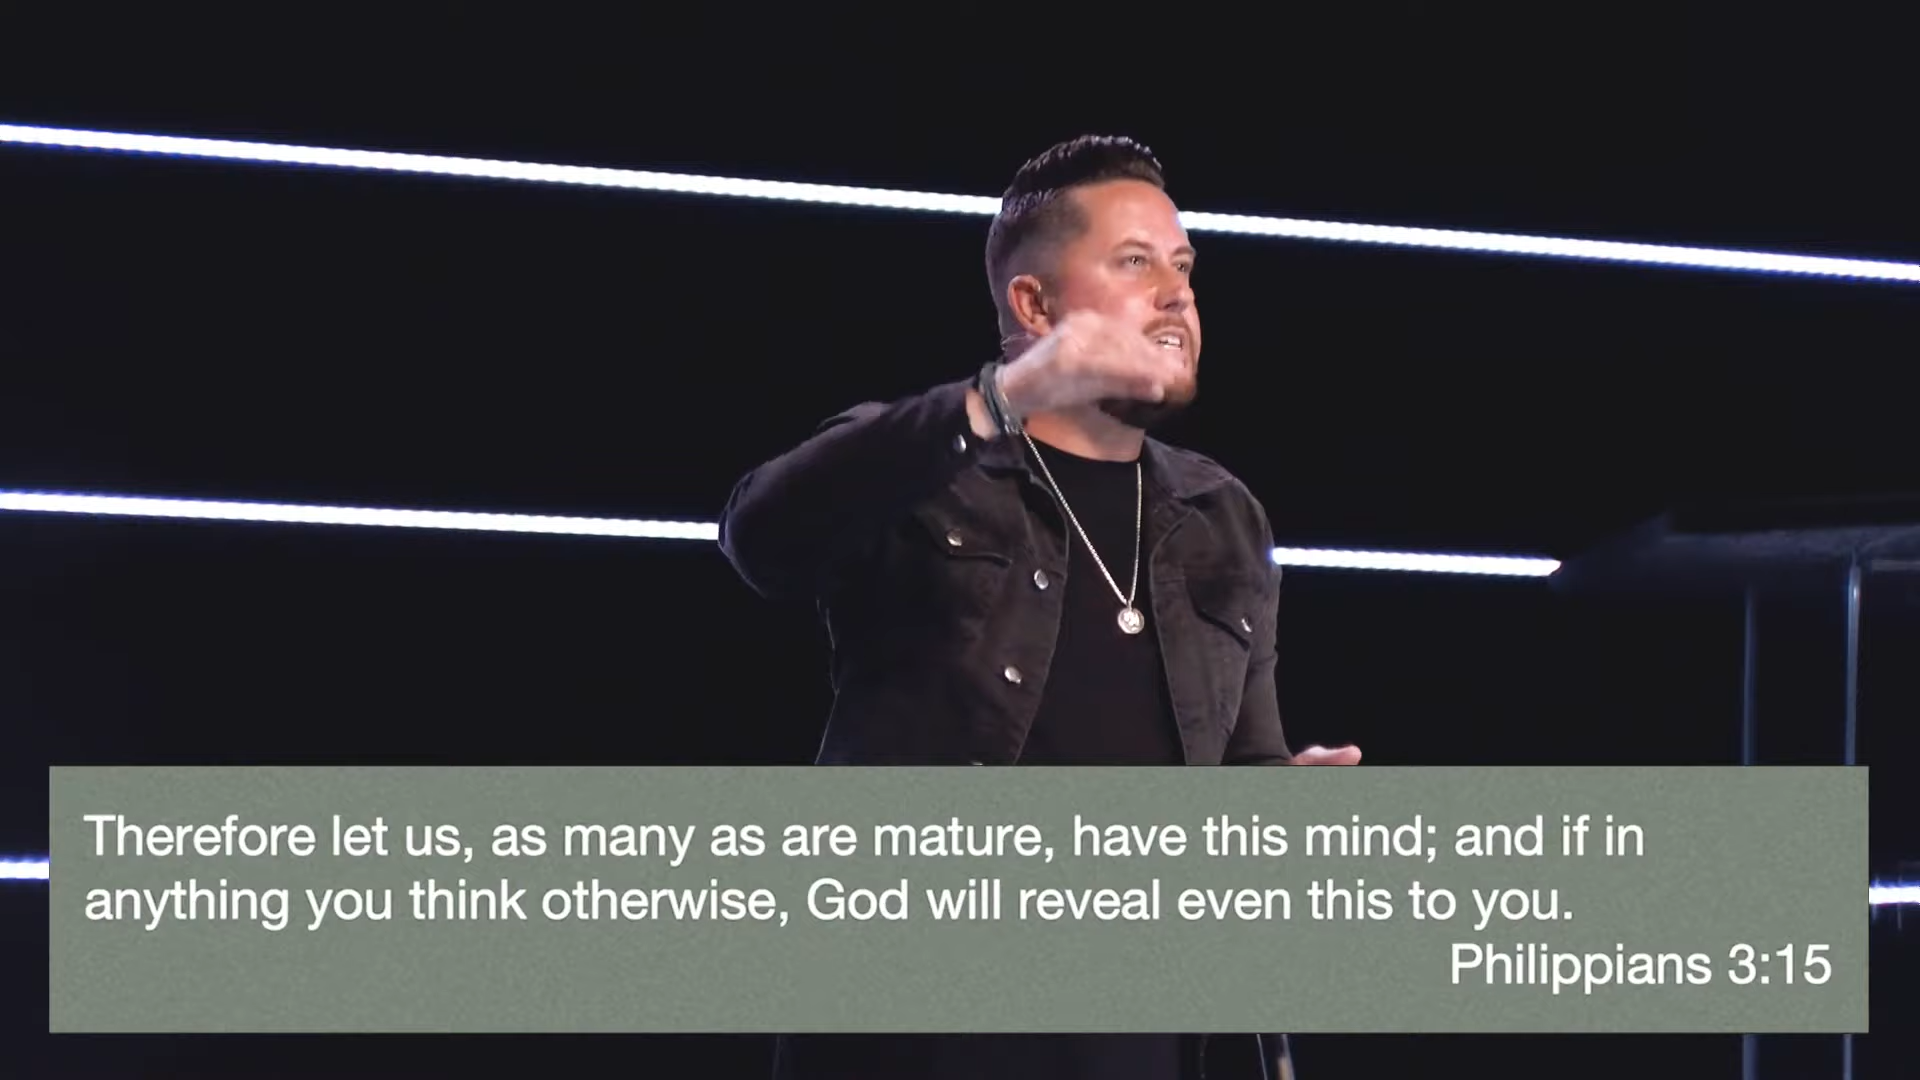 Therefore let us, as many as are mature, have this mind; and if in
anything you think otherwise, God will reveal even this to you.
Philippians 3:15